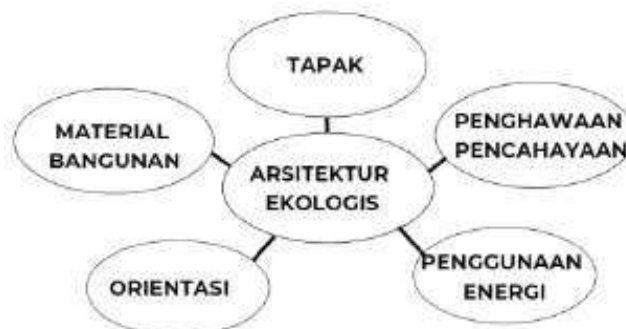 TAPAK
MATERIAL
BANGUNAN
PENGHAWAAN
PENCAHAYAAN
ARSITEKTUR
EKOLOGIS
ORIENTASI
PENGGUNAAN
ENERGI